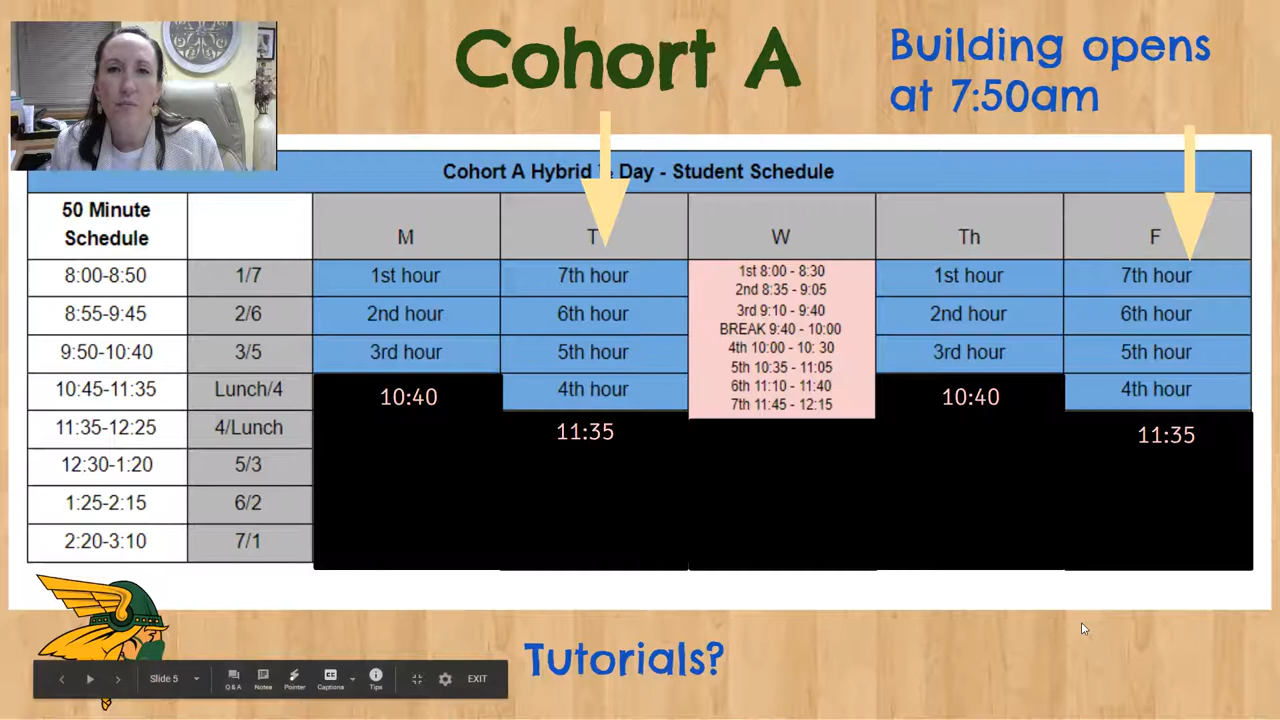 Cohort A
Building opens
at 7:50am
Cohort A Hybrid ½ Day - Student Schedule
50 Minute
Schedule
M
T
W
Th
F
8:00-8:50
1/7
1st hour
7th hour
1st 8:00 - 8:30
2nd 8:35 - 9:05
3rd 9:10 - 9:40
BREAK 9:40 - 10:00
4th 10:00 - 10: 30
5th 10:35 - 11:05
6th 11:10 - 11:40
7th 11:45 - 12:15
1st hour
7th hour
8:55-9:45
2/6
2nd hour
6th hour
2nd hour
6th hour
9:50-10:40
3/5
3rd hour
5th hour
3rd hour
5th hour
10:45-11:35
Lunch/4
10:40
4th hour
10:40
4th hour
11:35-12:25
4/Lunch
11:35
11:35
12:30-1:20
5/3
1:25-2:15
6/2
2:20-3:10
7/1
Tutorials?
Slide 5
Q & A
Notes
Pointer
Captions
Tips
EXIT